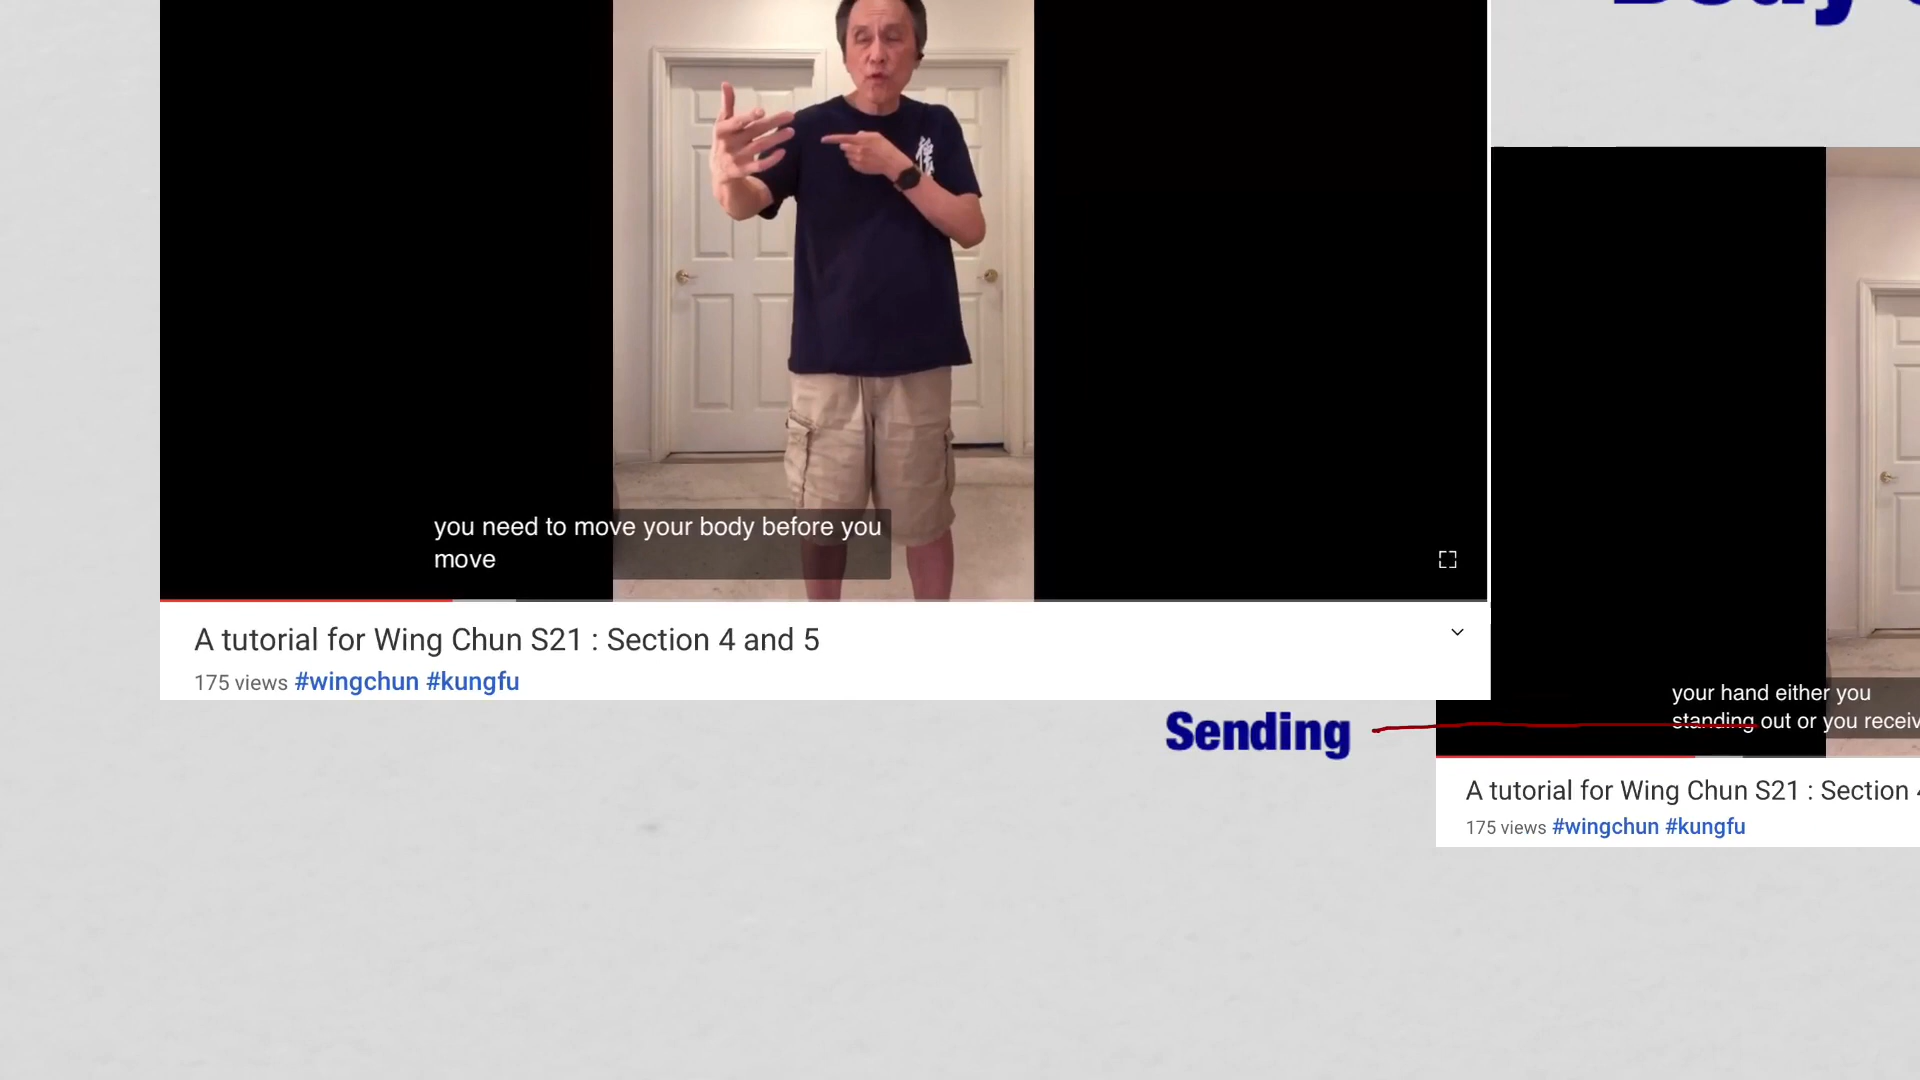 you need to move your body before you
move
A tutorial for Wing Chun S21 : Section 4 and 5
175 views #wingchun #kungfu
Sending
your hand either you
standing out or you receiv
A tutorial for Wing Chun S21 : Section
175 views #wingchun #kungfu